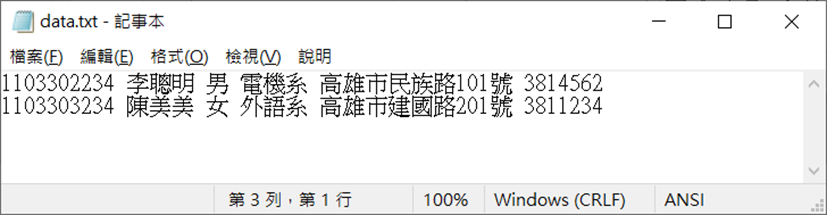 data.txt - 記事本
檔案(F) 編輯(E) 格式(O) 檢視(V) 說明
1103302234 李聰明 男 電機系 高雄市民族路101號 3814562
1103303234 陳美美 女 外語系 高雄市建國路201號 3811234
第 3 列，第 1 行 100% Windows (CRLF) ANSI